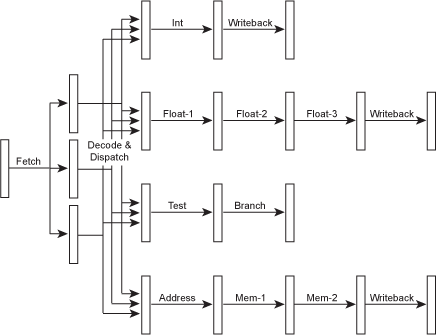 Int
Writeback
Float-1
Float-2
Float-3
Writeback
Fetch
Decode &
Dispatch
Test
Branch
Address
Mem-1
Mem-2
Writeback